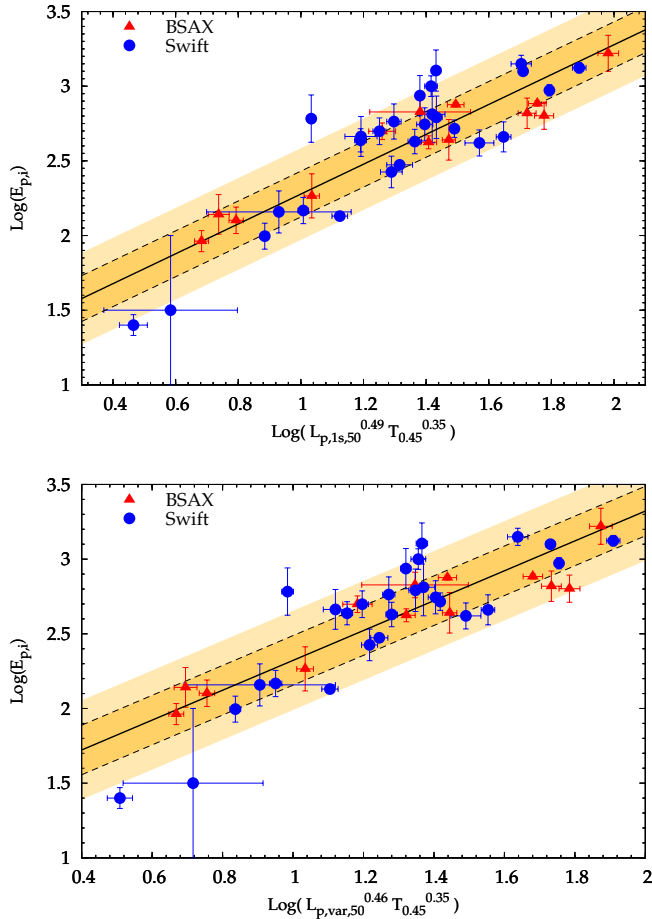 3.5
BSAX
Swift
3
2.5
2
1.5
1
Log(E_p,i)
0.4 0.6 0.8 1 1.2 1.4 1.6 1.8 2
Log( L_p,1s,50^0.49 T_0.45^0.35 )
3.5
BSAX
Swift
3
2.5
2
1.5
1
Log(E_p,i)
0.4 0.6 0.8 1 1.2 1.4 1.6 1.8 2
Log( L_p,var,50^0.46 T_0.45^0.35 )